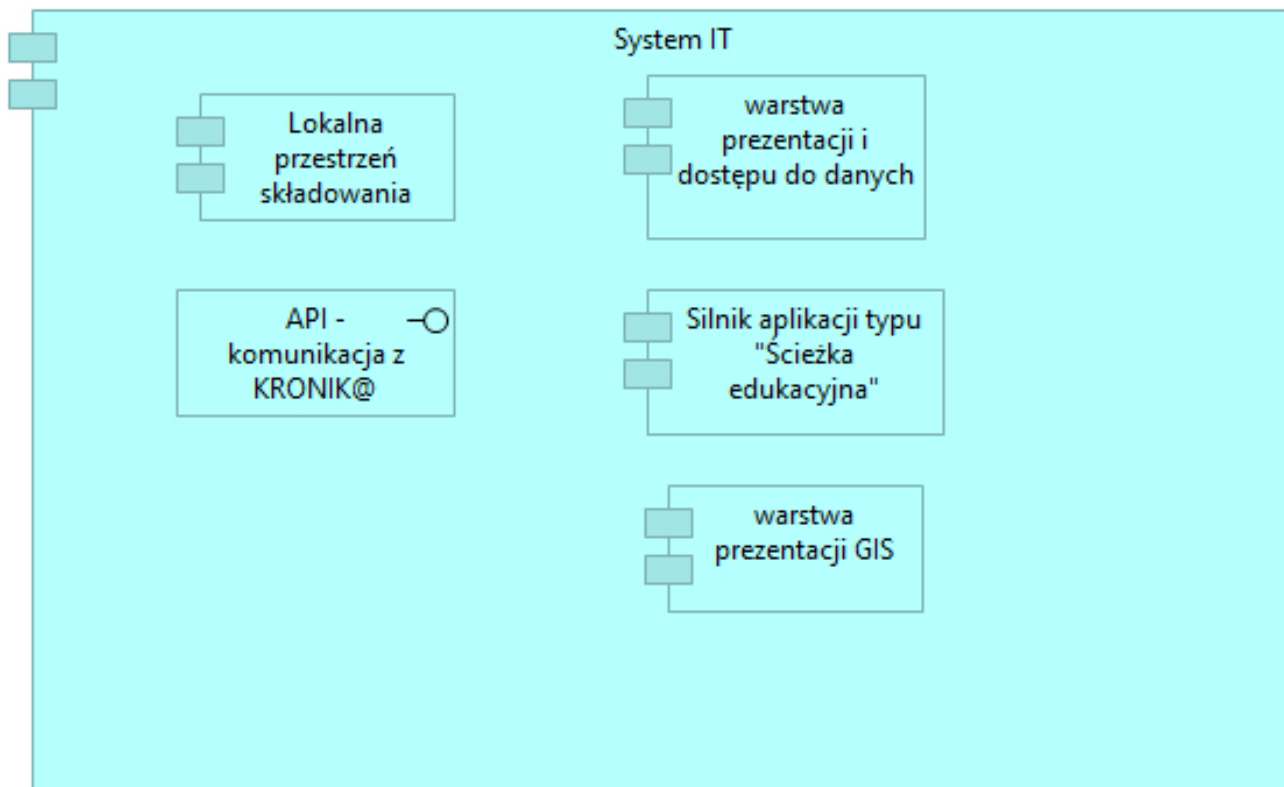 System IT
Lokalna
przestrzeń
składowania
warstwa
prezentacji i
dostępu do danych
API -
komunikacja z
KRONIK@
Silnik aplikacji typu
"Ścieżka
edukacyjna"
warstwa
prezentacji GIS